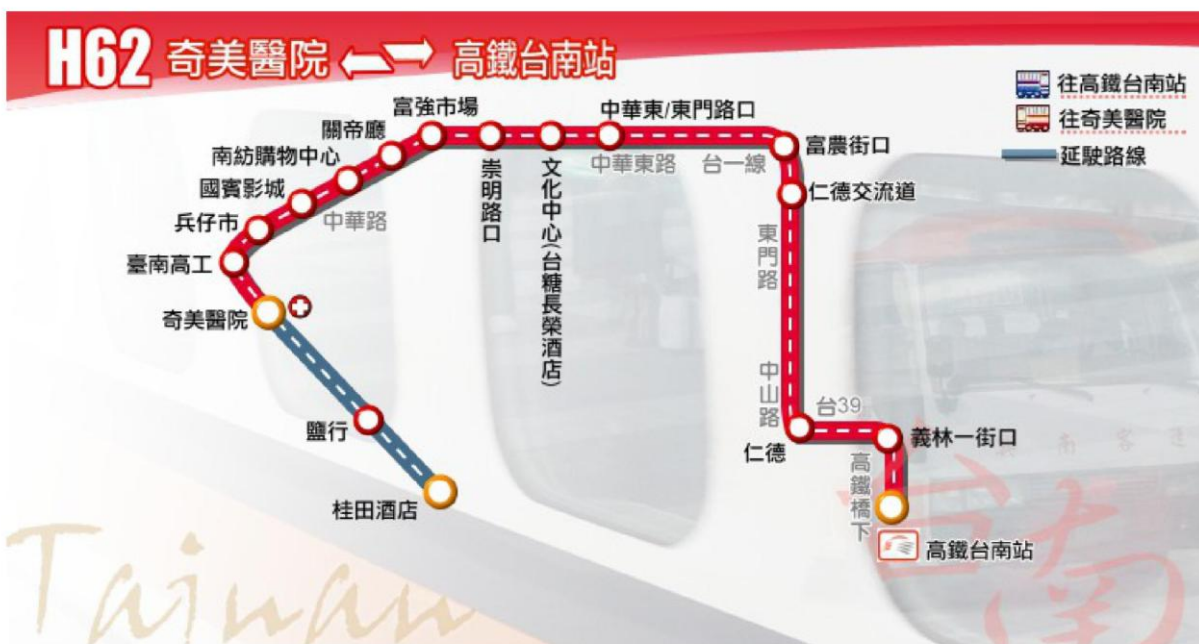 H62 奇美醫院 高鐵台南站
往高鐵台南站
往奇美醫院
延駛路線
富強市場
關帝廳
南紡購物中心
國賓影城
兵仔市
臺南高工
奇美醫院
鹽行
桂田酒店
中華路
崇明路口
文化中心(台糖長榮酒店)
中華東/東門路口
中華東路
台一線
富農街口
仁德交流道
東門路
中山路
台39
仁德
義林一街口
高鐵橋下
高鐵台南站
Tainan
台南